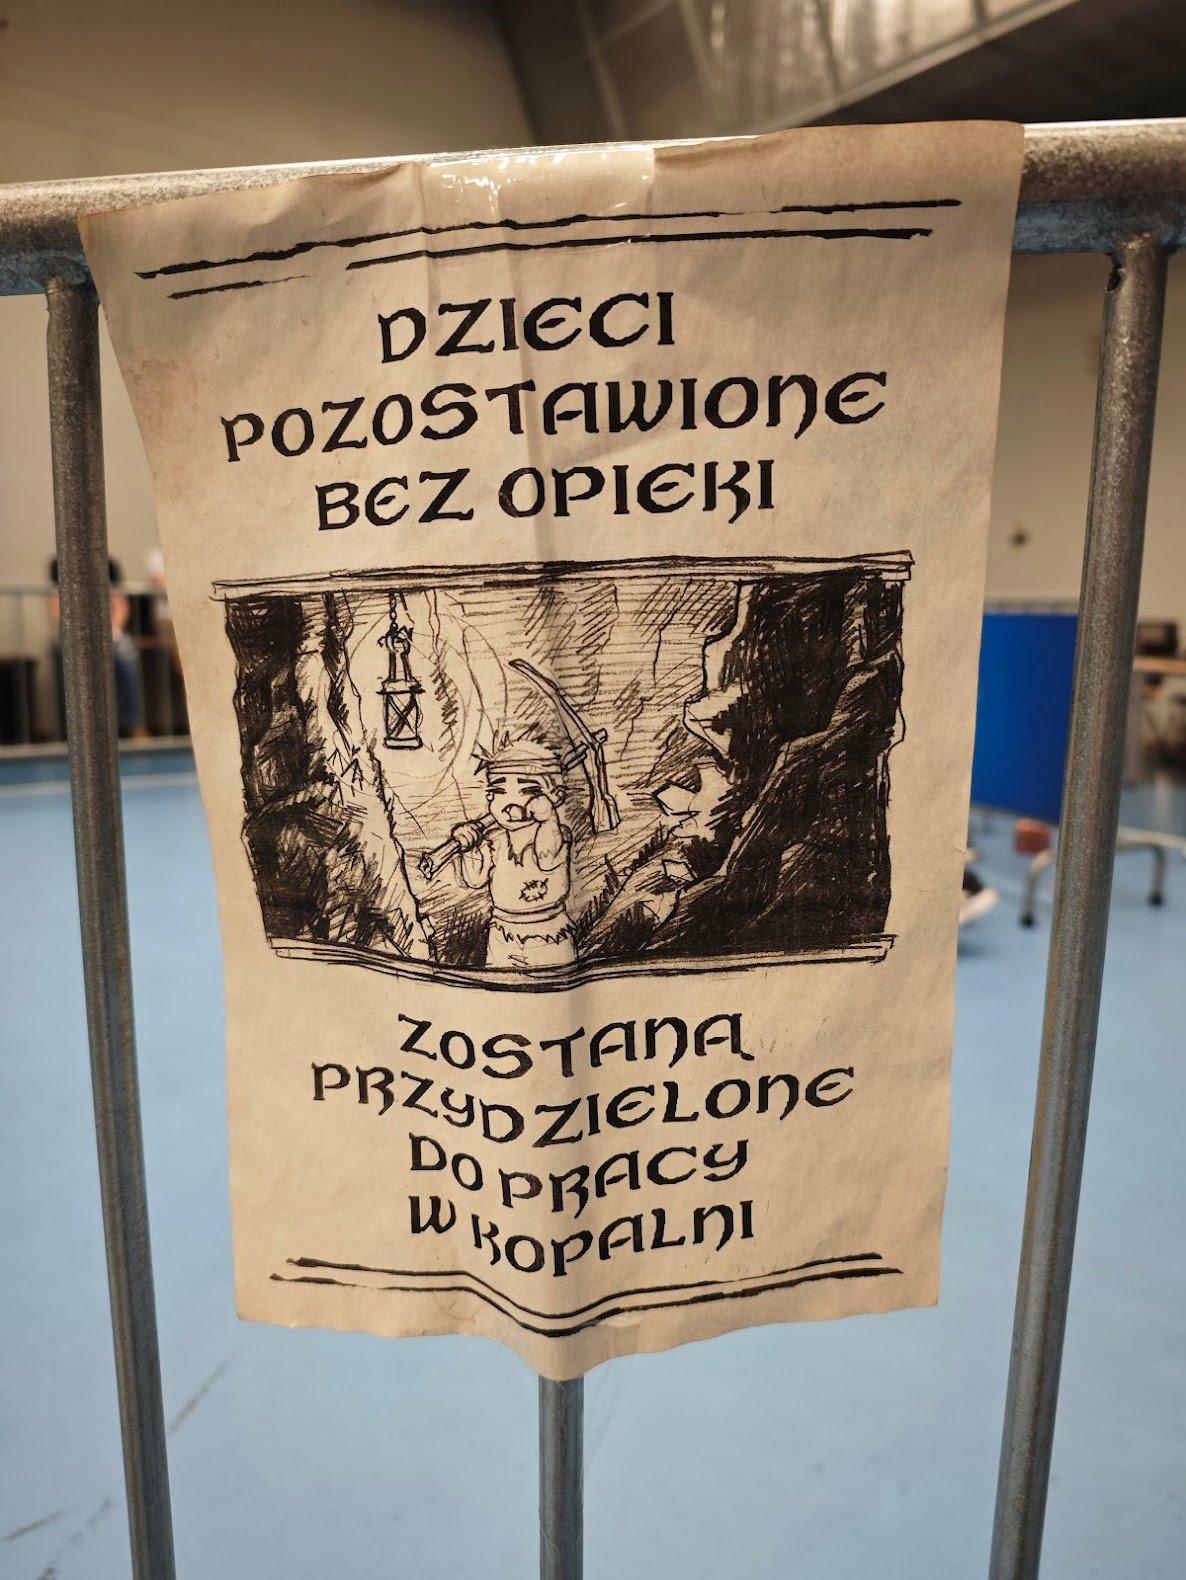 DZIECI
POZOSTAWIONE
BEZ OPIEKI
ZOSTANĄ
PRZYDZIELONE
DO PRACY
W KOPALNI